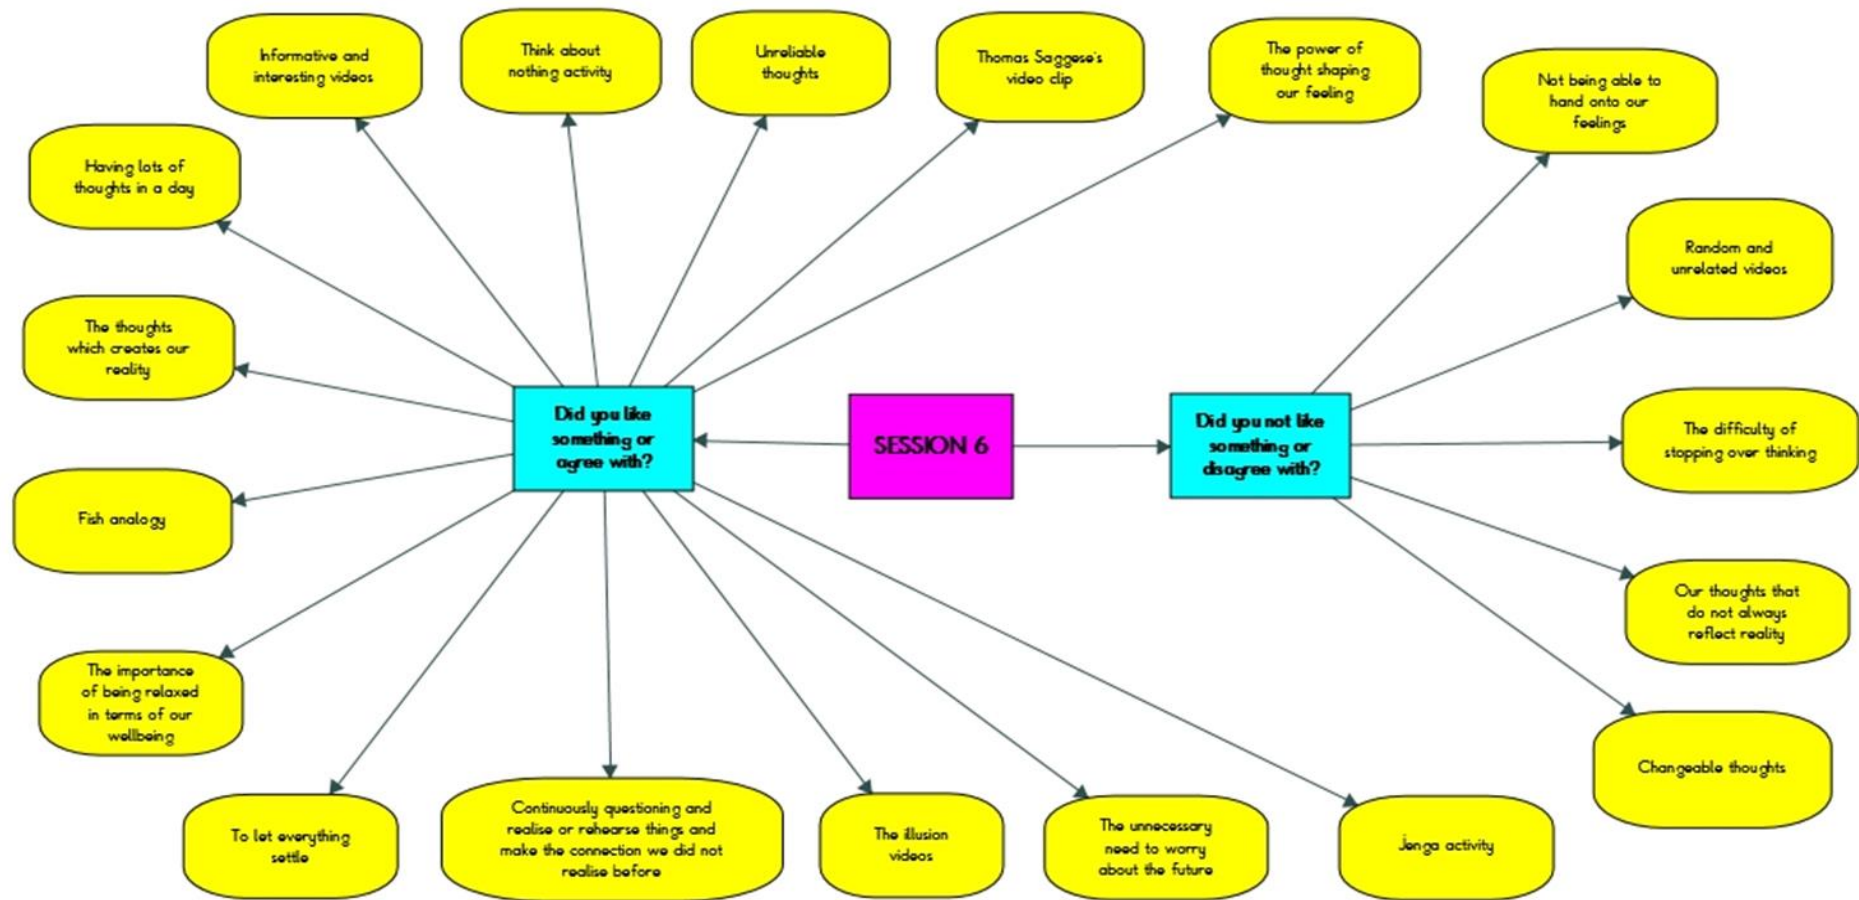 Informative and
interesting videos
Think about
nothing activity
Unreliable
thoughts
Thomas Saggese's
video clip
The power of
thought shaping
our feeling
Not being able to
hand onto our
feelings
Having lots of
thoughts in a day
Random and
unrelated videos
The thoughts
which creates our
reality
Did you like
something or
agree with?
SESSION 6
Did you not like
something or
disagree with?
The difficulty of
stopping over thinking
Fish analogy
Our thoughts that
do not always
reflect reality
The importance
of being relaxed
in terms of our
wellbeing
Changeable thoughts
To let everything
settle
Continuously questioning and
realise or rehearse things and
make the connection we did not
realise before
The illusion
videos
The unnecessary
need to worry
about the future
Jenga activity